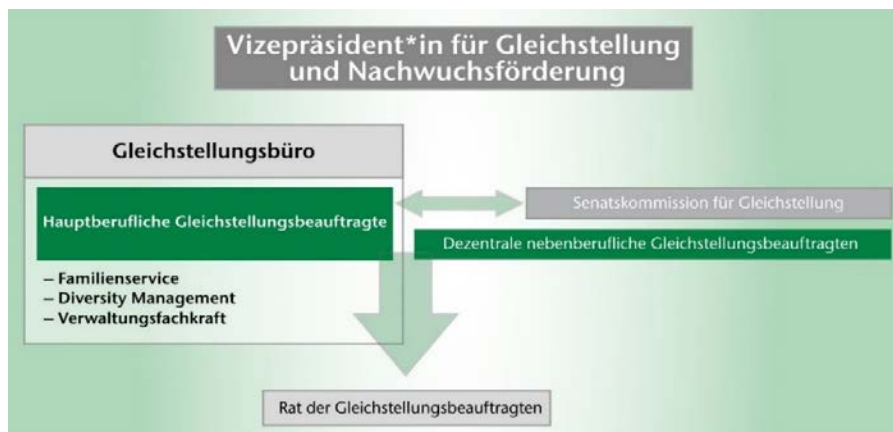 Vizepräsident*in für Gleichstellung
und Nachwuchsförderung
Gleichstellungsbüro
Hauptberufliche Gleichstellungsbeauftragte
– Familienservice
– Diversity Management
– Verwaltungsfachkraft
Senatskommission für Gleichstellung
Dezentrale nebenberufliche Gleichstellungsbeauftragten
Rat der Gleichstellungsbeauftragten